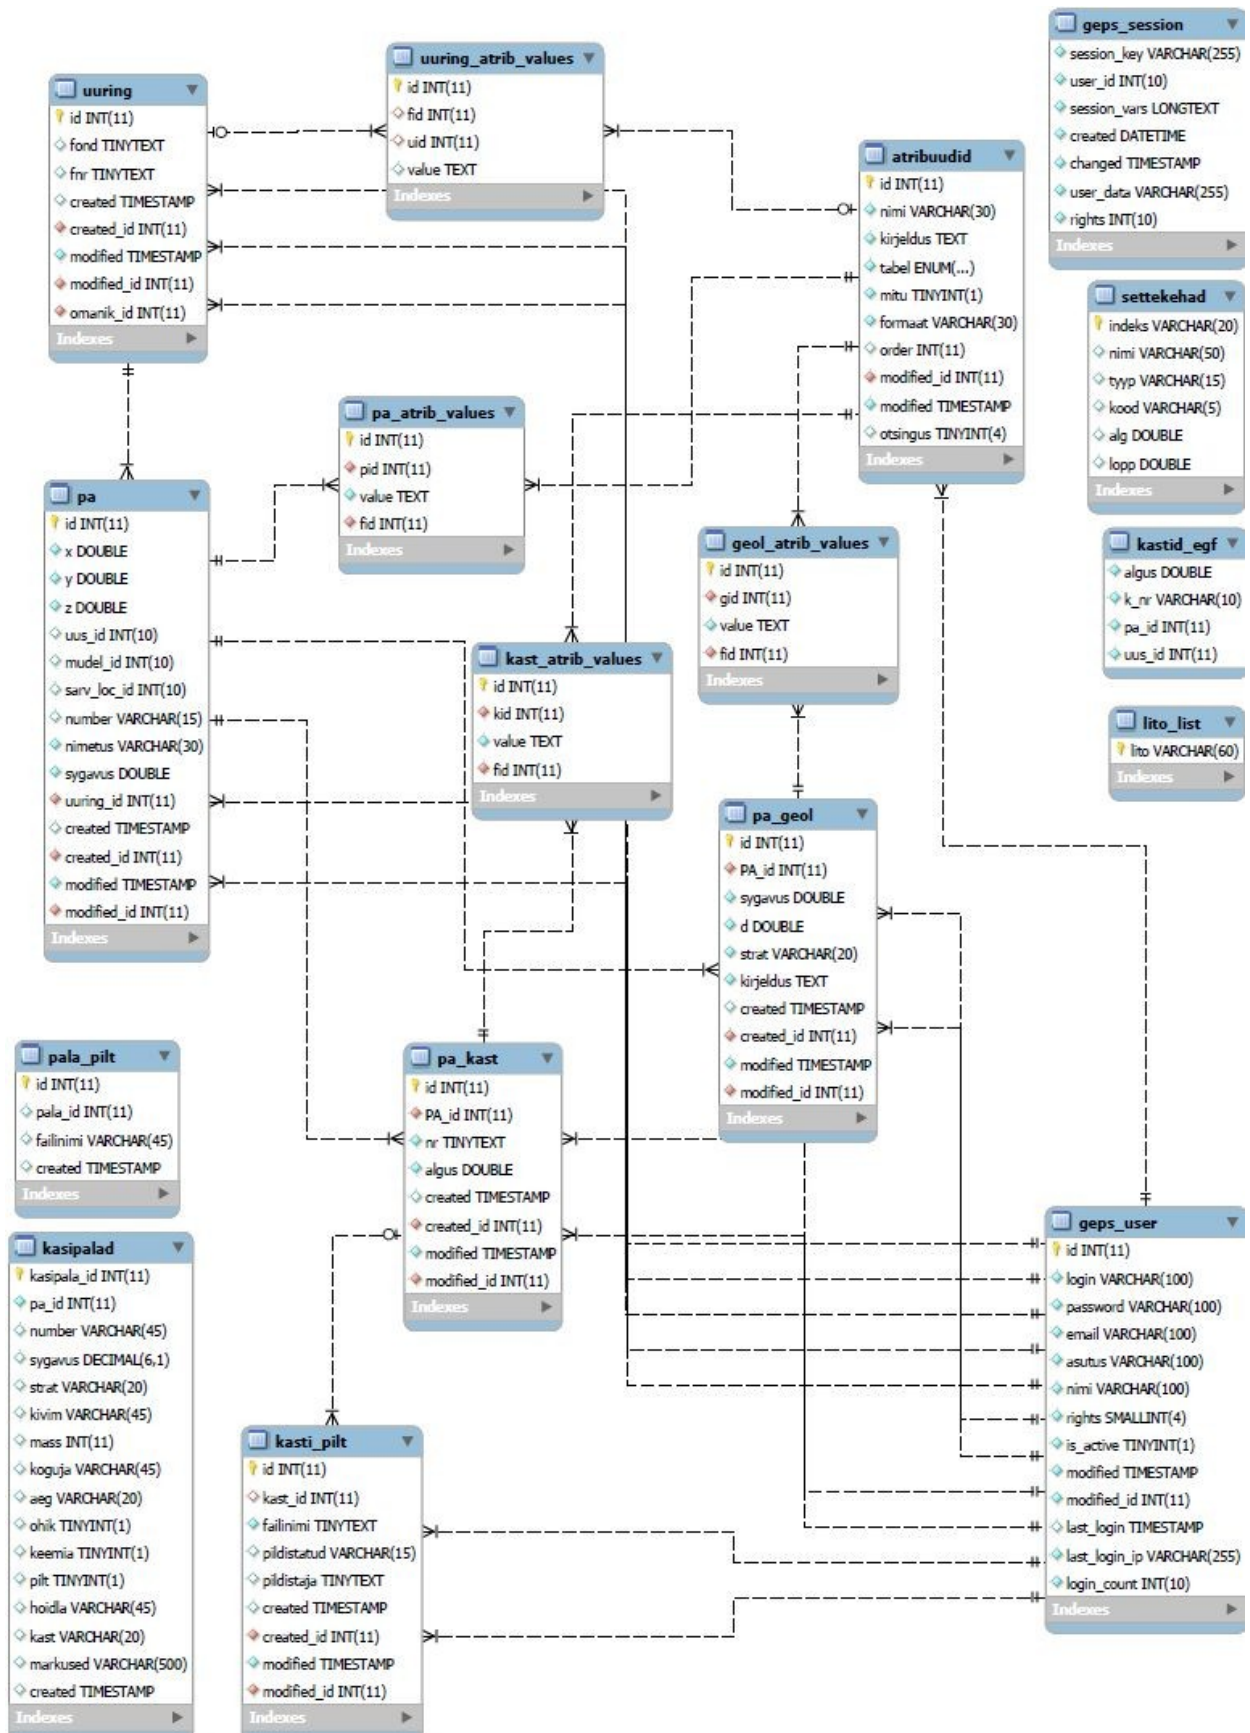 uuring
id INT(11)
fond TINYTEXT
fnr TINYTEXT
created TIMESTAMP
created_id INT(11)
modified TIMESTAMP
modified_id INT(11)
omanik_id INT(11)
Indexes
uuring_atrib_values
id INT(11)
fid INT(11)
uid INT(11)
value TEXT
Indexes
atribuudid
id INT(11)
nimi VARCHAR(30)
kirjeldus TEXT
tabel ENUM(...)
mitu TINYINT(1)
formaat VARCHAR(30)
order INT(11)
modified_id INT(11)
modified TIMESTAMP
otsingus TINYINT(4)
Indexes
geps_session
session_key VARCHAR(255)
user_id INT(10)
session_vars LONGTEXT
created DATETIME
changed TIMESTAMP
user_data VARCHAR(255)
rights INT(10)
Indexes
settekehad
indeks VARCHAR(20)
nimi VARCHAR(50)
tyyp VARCHAR(15)
kood VARCHAR(5)
alg DOUBLE
lopp DOUBLE
Indexes
pa
id INT(11)
x DOUBLE
y DOUBLE
z DOUBLE
uus_id INT(10)
mudel_id INT(10)
sarv_loc_id INT(10)
number VARCHAR(15)
nimetus VARCHAR(30)
sygavus DOUBLE
uuring_id INT(11)
created TIMESTAMP
created_id INT(11)
modified TIMESTAMP
modified_id INT(11)
Indexes
pa_atrib_values
id INT(11)
pid INT(11)
value TEXT
fid INT(11)
Indexes
kast_atrib_values
id INT(11)
kid INT(11)
value TEXT
fid INT(11)
Indexes
geol_atrib_values
id INT(11)
gid INT(11)
value TEXT
fid INT(11)
Indexes
kastid_egf
algus DOUBLE
k_nr VARCHAR(10)
pa_id INT(11)
uus_id INT(11)
lito_list
lito VARCHAR(60)
Indexes
pa_geol
id INT(11)
PA_id INT(11)
sygavus DOUBLE
d DOUBLE
strat VARCHAR(20)
kirjeldus TEXT
created TIMESTAMP
created_id INT(11)
modified TIMESTAMP
modified_id INT(11)
Indexes
pala_pilt
id INT(11)
pala_id INT(11)
failinimi VARCHAR(45)
created TIMESTAMP
Indexes
pa_kast
id INT(11)
PA_id INT(11)
nr TINYTEXT
algus DOUBLE
created TIMESTAMP
created_id INT(11)
modified TIMESTAMP
modified_id INT(11)
Indexes
kasipalad
kasipala_id INT(11)
pa_id INT(11)
number VARCHAR(45)
sygavus DECIMAL(6,1)
strat VARCHAR(20)
kivim VARCHAR(45)
mass INT(11)
koguja VARCHAR(45)
aeg VARCHAR(20)
ohik TINYINT(1)
keemia TINYINT(1)
pilt TINYINT(1)
hoidla VARCHAR(45)
kast VARCHAR(20)
markused VARCHAR(500)
created TIMESTAMP
Indexes
kasti_pilt
id INT(11)
kast_id INT(11)
failinimi TINYTEXT
pildistatud VARCHAR(15)
pildistaja TINYTEXT
created TIMESTAMP
created_id INT(11)
modified TIMESTAMP
modified_id INT(11)
Indexes
geps_user
id INT(11)
login VARCHAR(100)
password VARCHAR(100)
email VARCHAR(100)
asutus VARCHAR(100)
nimi VARCHAR(100)
rights SMALLINT(4)
is_active TINYINT(1)
modified TIMESTAMP
modified_id INT(11)
last_login TIMESTAMP
last_login_ip VARCHAR(255)
login_count INT(10)
Indexes